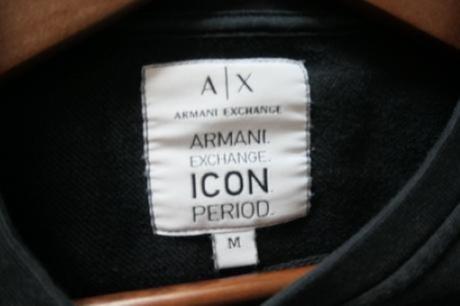 A|X
ARMANI EXCHANGE
ARMANI.
EXCHANGE.
ICON
PERIOD.
M